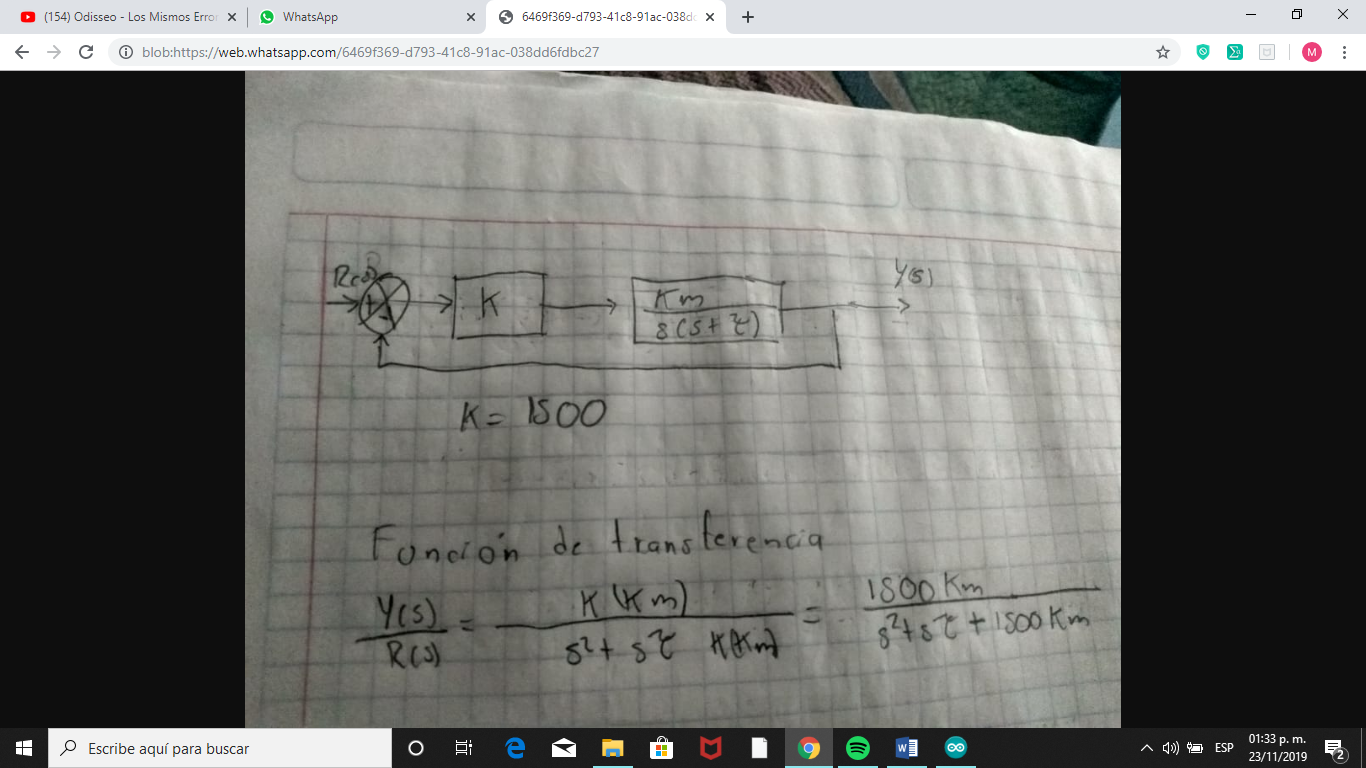 (154) Odisseo - Los Mismos Error
WhatsApp
6469f369-d793-41c8-91ac-038dd
blob:https://web.whatsapp.com/6469f369-d793-41c8-91ac-038dd6fdbc27
M
R(s)
+
-
K
Km
s(s+τ)
Y(s)
K = 1500
Función de transferencia
Y(s)
R(s)
=
K(Km)
s²+ sτ K(Km)
=
1500 Km
s²+sτ+1500 Km
Escribe aquí para buscar
ESP
01:33 p. m.
23/11/2019
2